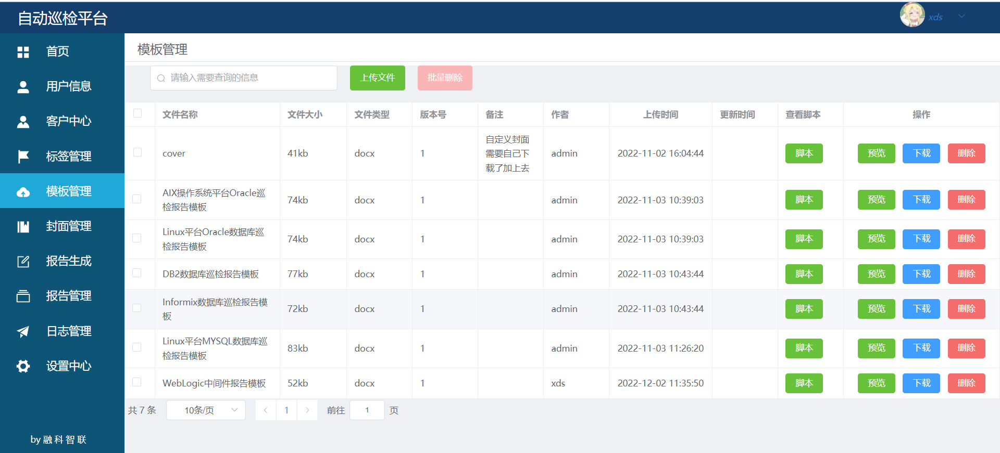 自动巡检平台
xds
首页
用户信息
客户中心
标签管理
模板管理
封面管理
报告生成
报告管理
日志管理
设置中心
by 融 科 智 联
模板管理
请输入需要查询的信息
上传文件
批量删除
文件名称 文件大小 文件类型 版本号 备注 作者 上传时间 更新时间 查看脚本 操作
cover 41kb docx 1 自定义封面
需要自己下
载了加上去 admin 2022-11-02 16:04:44 脚本 预览 下载 删除
AIX操作系统平台Oracle巡
检报告模板 74kb docx 1 admin 2022-11-03 10:39:03 脚本 预览 下载 删除
Linux平台Oracle数据库巡
检报告模板 74kb docx 1 admin 2022-11-03 10:39:03 脚本 预览 下载 删除
DB2数据库巡检报告模板 77kb docx 1 admin 2022-11-03 10:43:44 脚本 预览 下载 删除
Informix数据库巡检报告模
板 72kb docx 1 admin 2022-11-03 10:43:44 脚本 预览 下载 删除
Linux平台MYSQL数据库巡
检报告模板 83kb docx 1 admin 2022-11-03 11:26:20 脚本 预览 下载 删除
WebLogic中间件报告模板 52kb docx 1 xds 2022-12-02 11:35:50 脚本 预览 下载 删除
共 7 条 10条/页 1 前往 1 页